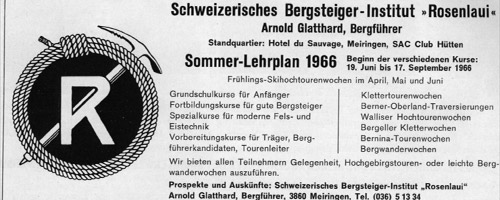 Schweizerisches Bergsteiger-Institut »Rosenlaui«
Arnold Glatthard, Bergführer
Standquartier: Hotel du Sauvage, Meiringen, SAC Club Hütten
Sommer-Lehrplan 1966 Beginn der verschiedenen Kurse:
19. Juni bis 17. September 1966
Frühlings-Skihochtourenwochen im April, Mai und Juni
Grundschulkurse für Anfänger
Fortbildungskurse für gute Bergsteiger
Spezialkurse für moderne Fels- und
Eistechnik
Vorbereitungskurse für Träger, Berg-
führerkandidaten, Tourenleiter
Klettertourenwochen
Berner-Oberland-Traversierungen
Walliser Hochtourenwochen
Bergeller Kletterwochen
Bernina-Tourenwochen
Bergwanderwochen
Wir bieten allen Teilnehmern Gelegenheit, Hochgebirgstouren- oder leichte Berg-
wanderwochen auszuführen.
Prospekte und Auskünfte: Schweizerisches Bergsteiger-Institut „Rosenlaui"
Arnold Glatthard, Bergführer, 3860 Meiringen, Tel. (036) 5 13 34
R